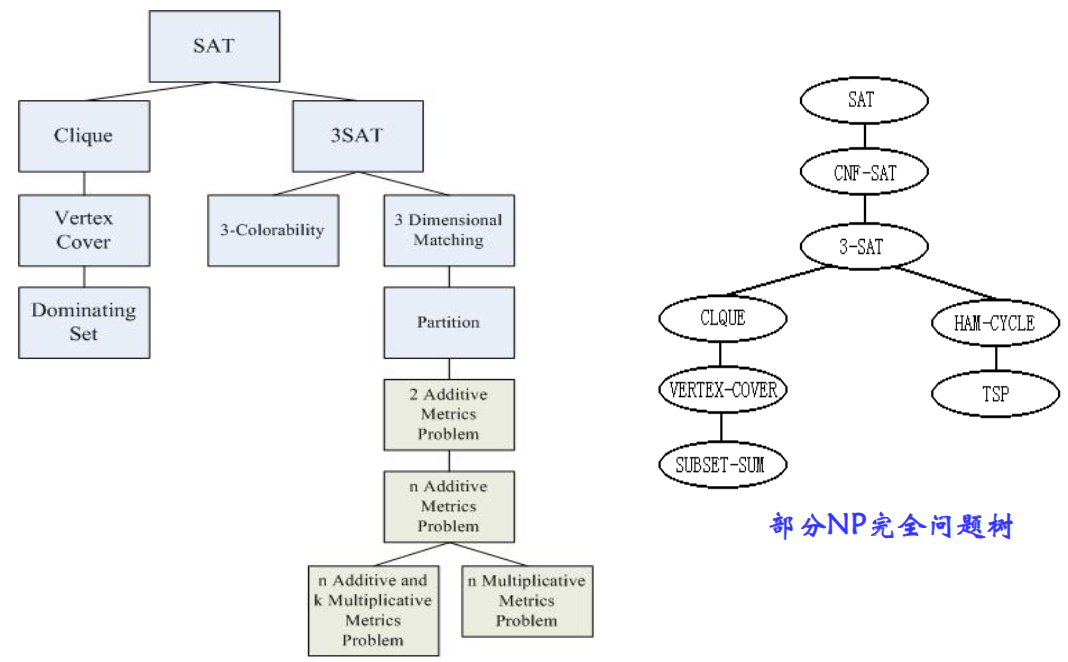 SAT
Clique
3SAT
Vertex
Cover
3-Colorability
3 Dimensional
Matching
Dominating
Set
Partition
2 Additive
Metrics
Problem
n Additive
Metrics
Problem
n Additive and
k Multiplicative
Metrics
Problem
n Multiplicative
Metrics
Problem
SAT
CNF-SAT
3-SAT
CLQUE
HAM-CYCLE
VERTEX-COVER
TSP
SUBSET-SUM
部分NP完全问题树